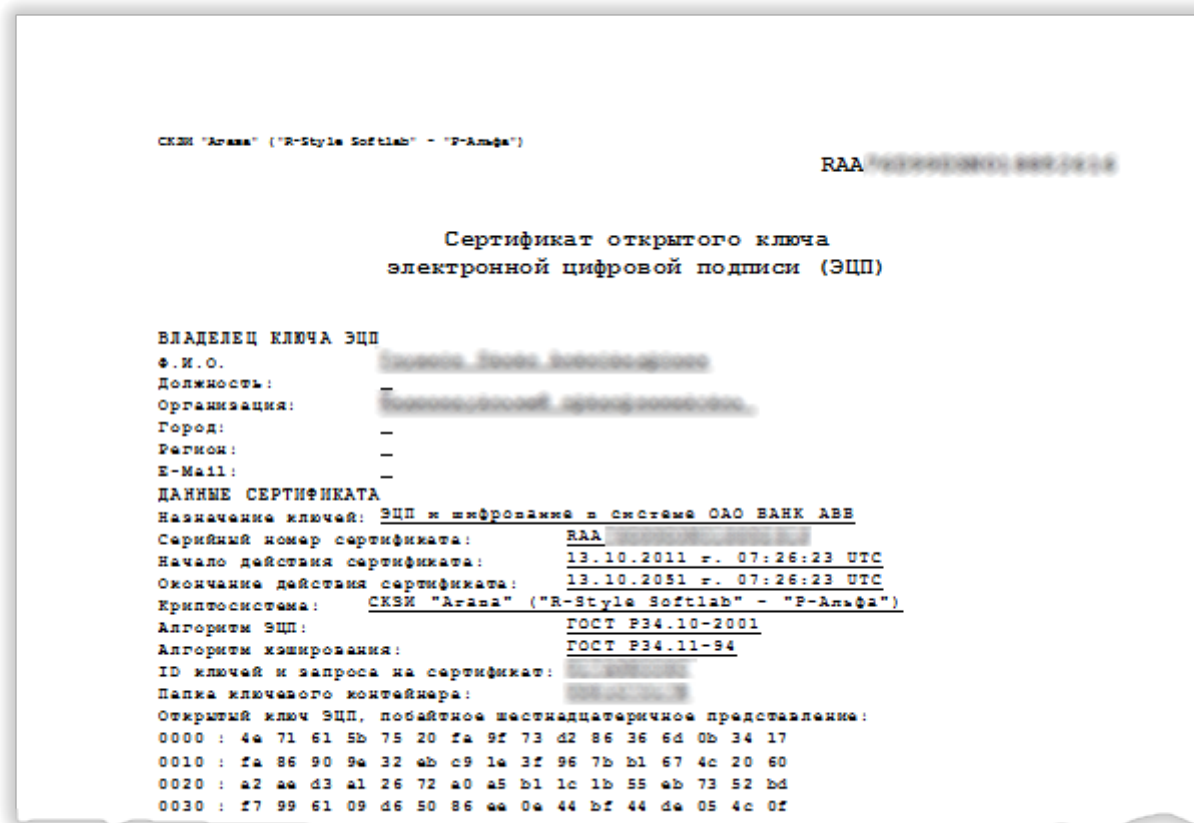 СКЗИ "Агава" ("R-Style Softlab" - "Р-Альфа")
RAA
Сертификат открытого ключа
электронной цифровой подписи (ЭЦП)
ВЛАДЕЛЕЦ КЛЮЧА ЭЦП
Ф.И.О.
Должность: _
Организация:
Город: _
Регион: _
E-Mail: _
ДАННЫЕ СЕРТИФИКАТА
Назначение ключей: ЭЦП и шифрование в системе ОАО БАНК АВВ
Серийный номер сертификата: RAA
Начало действия сертификата: 13.10.2011 г. 07:26:23 UTC
Окончание действия сертификата: 13.10.2051 г. 07:26:23 UTC
Криптосистема: СКЗИ "Агава" ("R-Style Softlab" - "Р-Альфа")
Алгоритм ЭЦП: ГОСТ Р34.10-2001
Алгоритм хэширования: ГОСТ Р34.11-94
ID ключей и запроса на сертификат:
Папка ключевого контейнера:
Открытый ключ ЭЦП, побайтное шестнадцатеричное представление:
0000 : 4e 71 61 5b 75 20 fa 9f 73 d2 86 36 6d 0b 34 17
0010 : fa 86 90 9e 32 eb c9 1e 3f 96 7b b1 67 4c 20 60
0020 : a2 ae d3 a1 26 72 a0 a5 b1 1c 1b 55 eb 73 52 bd
0030 : f7 99 61 09 d6 50 86 ee 0e 44 bf 44 de 05 4c 0f